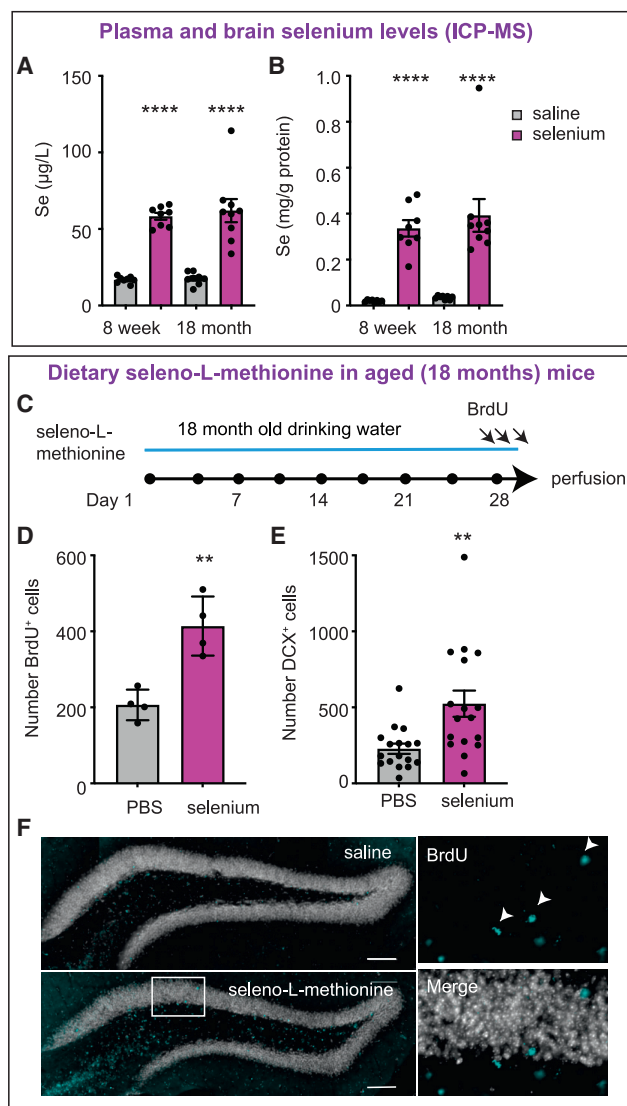 Plasma and brain selenium levels (ICP-MS)
A
B
150
100
50
0
Se (µg/L)
****
****
8 week
18 month
1.0
0.8
0.6
0.4
0.2
0
Se (mg/g protein)
****
****
8 week
18 month
saline
selenium
Dietary seleno-L-methionine in aged (18 months) mice
C
BrdU
seleno-L-
methionine
18 month old drinking water
perfusion
Day 1
7
14
21
28
D
600
400
200
0
Number BrdU⁺ cells
**
PBS
selenium
E
1500
1000
500
0
Number DCX⁺ cells
**
PBS
selenium
F
saline
BrdU
seleno-L-methionine
Merge